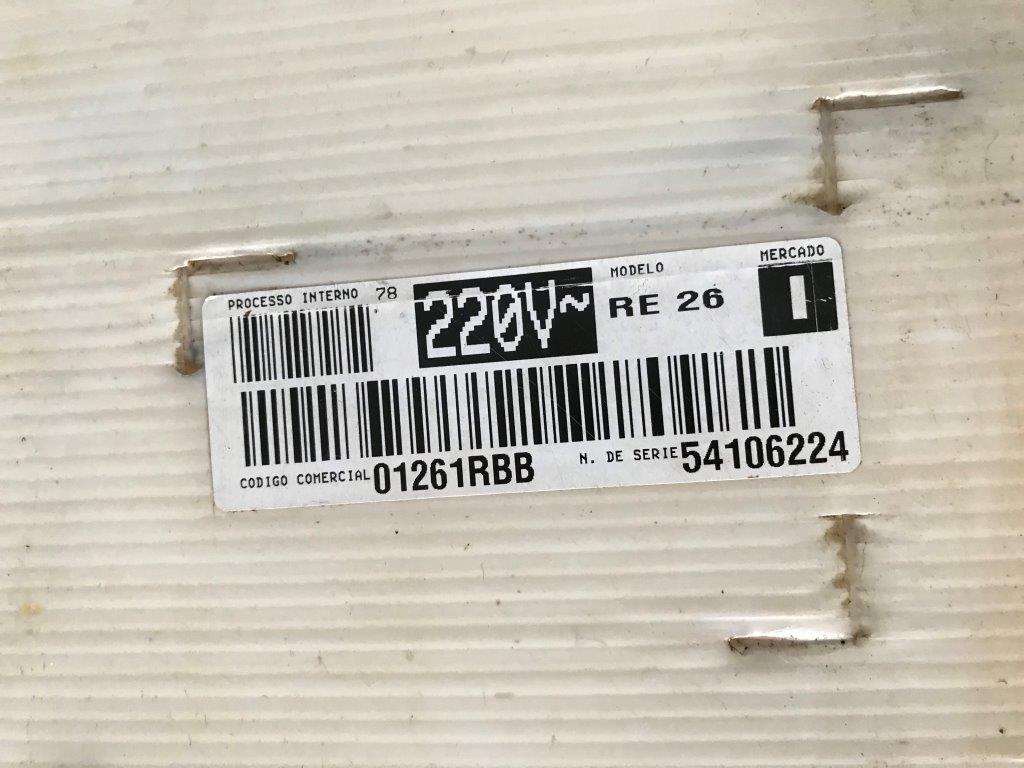 PROCESSO INTERNO 78
220V~
MODELO
RE 26
MERCADO
I
CODIGO COMERCIAL 01261RBB
N. DE SERIE 54106224